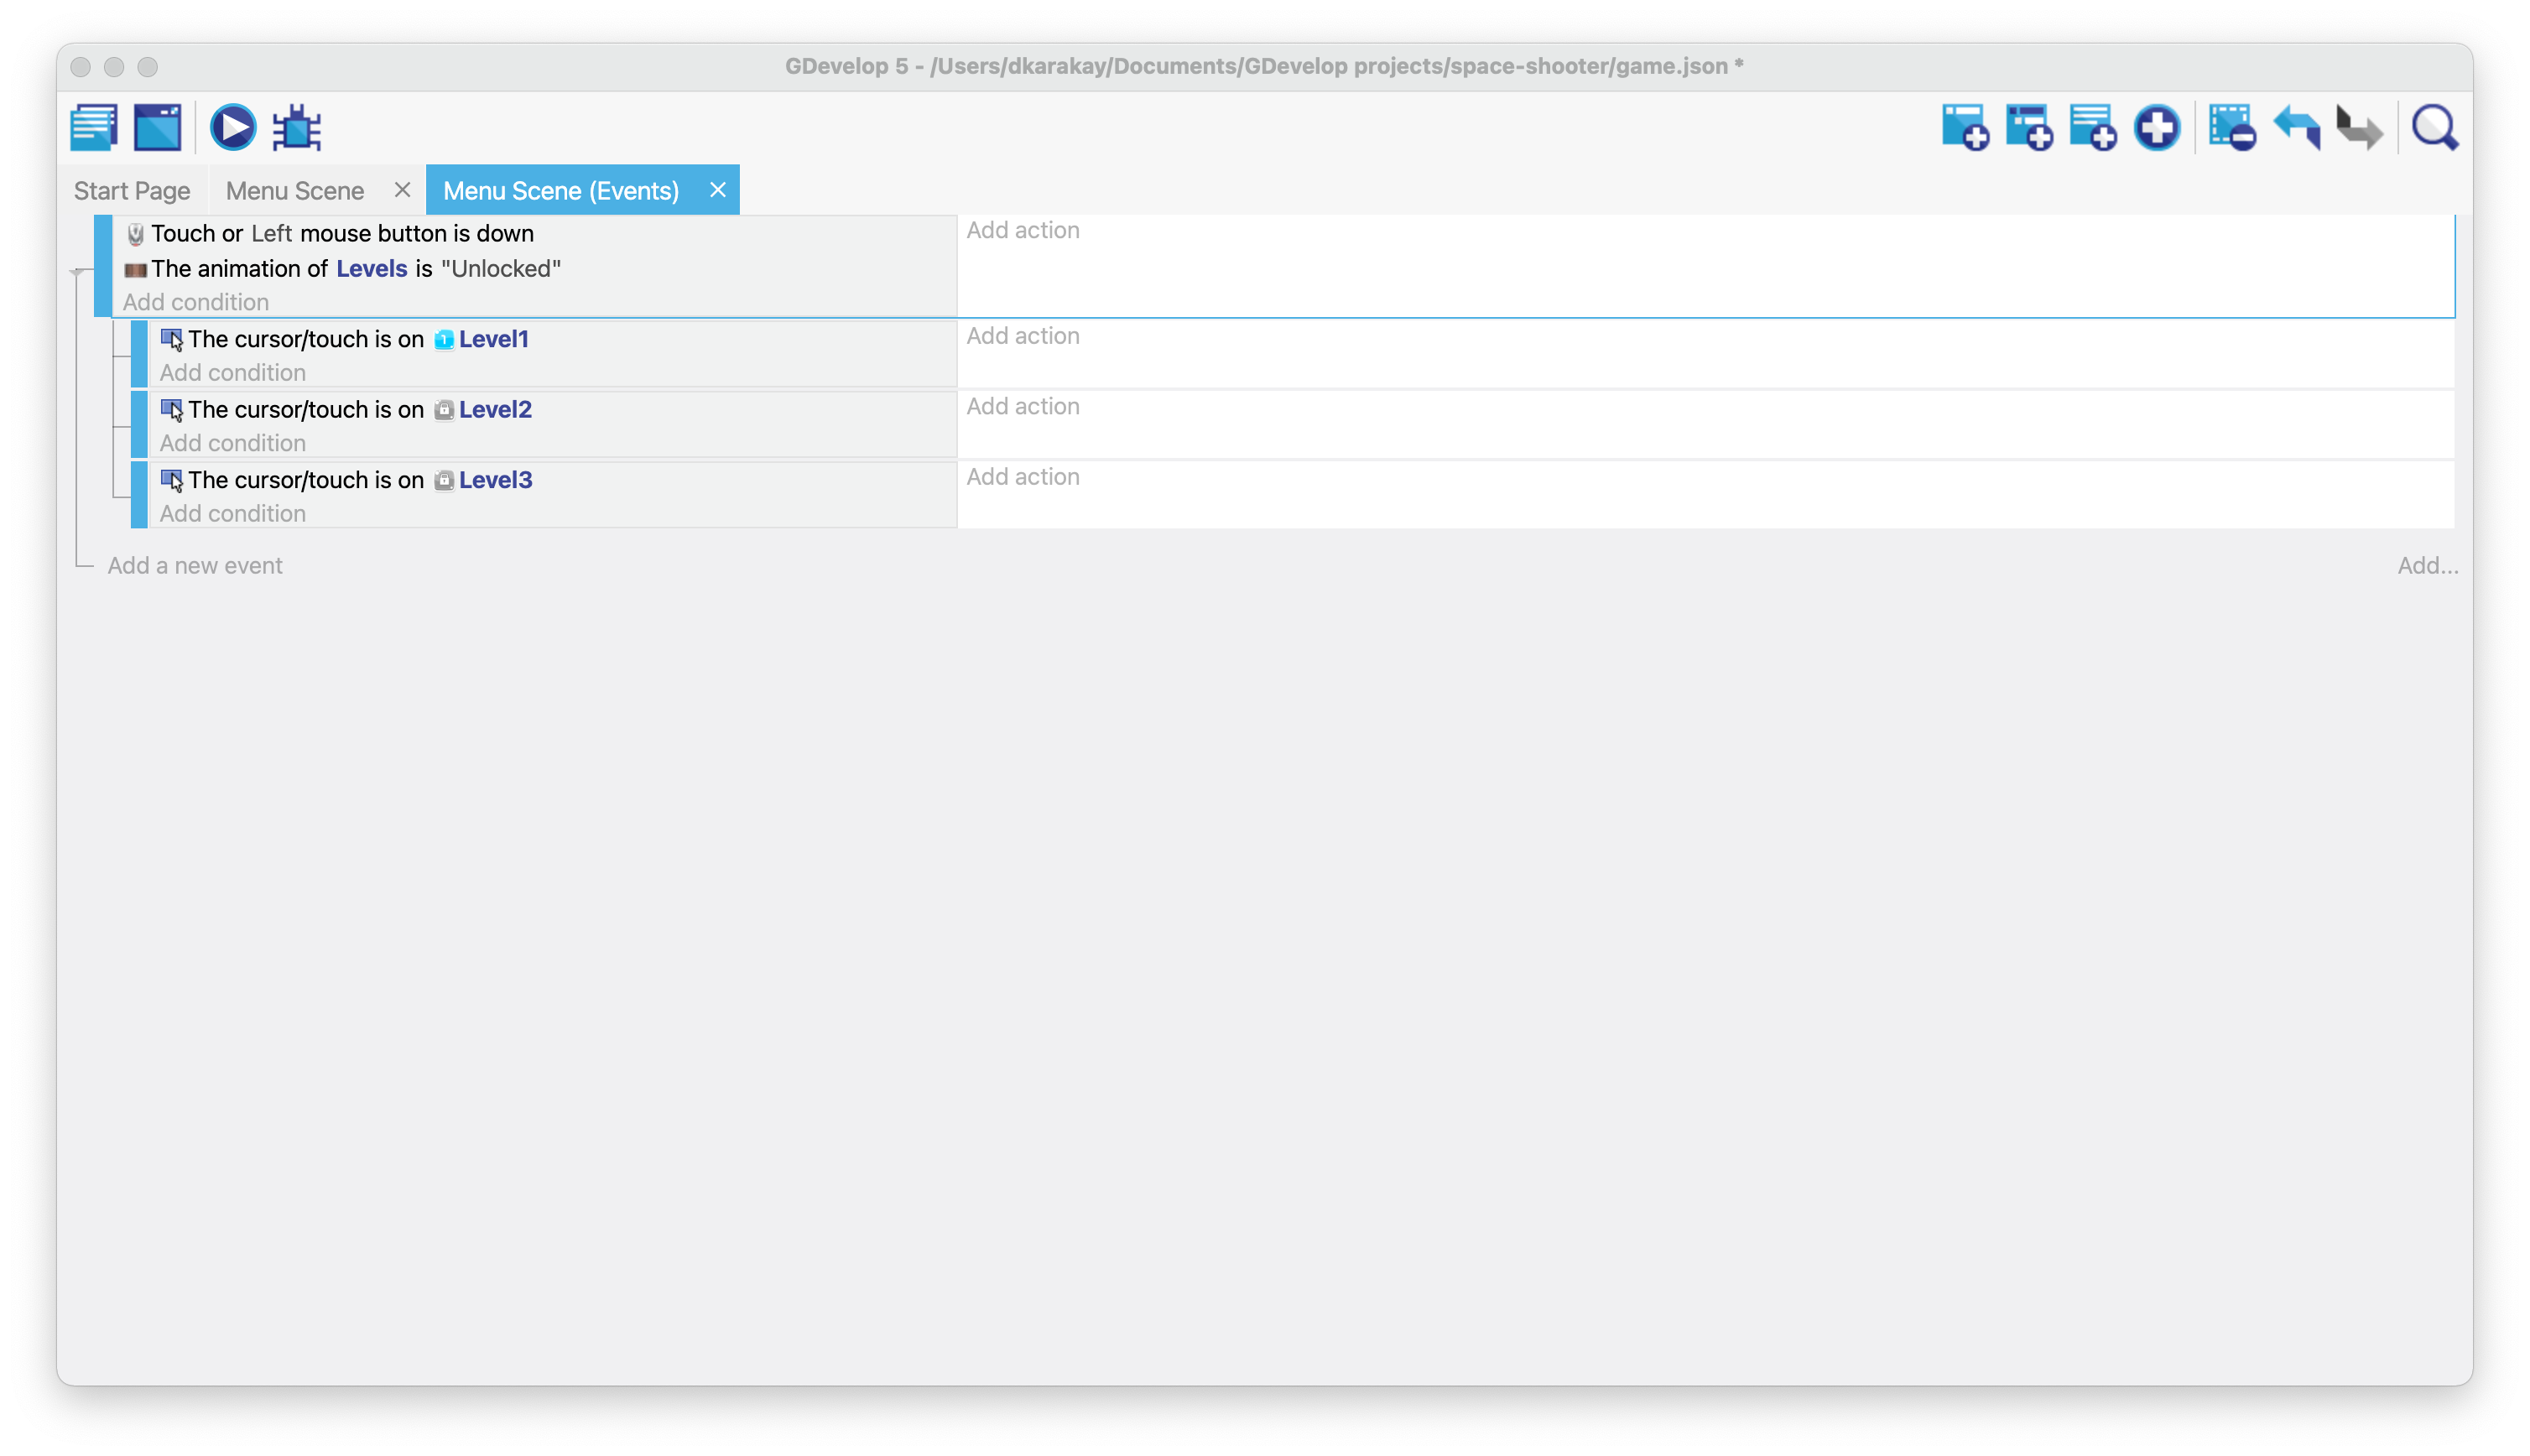 GDevelop 5 - /Users/dkarakay/Documents/GDevelop projects/space-shooter/game.json *
Start Page Menu Scene Menu Scene (Events)
Touch or Left mouse button is down Add action
The animation of Levels is "Unlocked"
Add condition
The cursor/touch is on 1 Level1 Add action
Add condition
The cursor/touch is on Level2 Add action
Add condition
The cursor/touch is on Level3 Add action
Add condition
Add a new event Add...